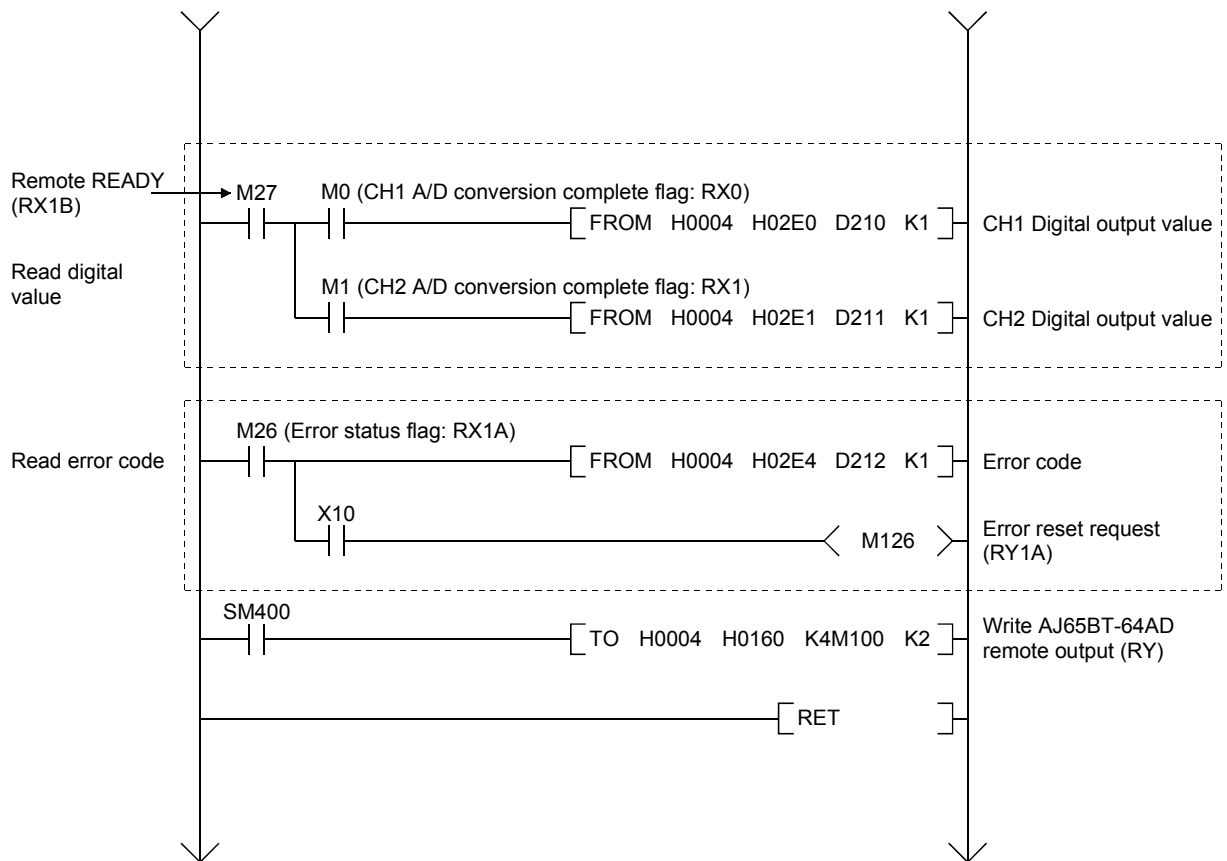 Remote READY
(RX1B)
M27
M0 (CH1 A/D conversion complete flag: RX0)
FROM H0004 H02E0 D210 K1
CH1 Digital output value
Read digital
value
M1 (CH2 A/D conversion complete flag: RX1)
FROM H0004 H02E1 D211 K1
CH2 Digital output value
M26 (Error status flag: RX1A)
Read error code
FROM H0004 H02E4 D212 K1
Error code
X10
M126
Error reset request
(RY1A)
SM400
TO H0004 H0160 K4M100 K2
Write AJ65BT-64AD
remote output (RY)
RET